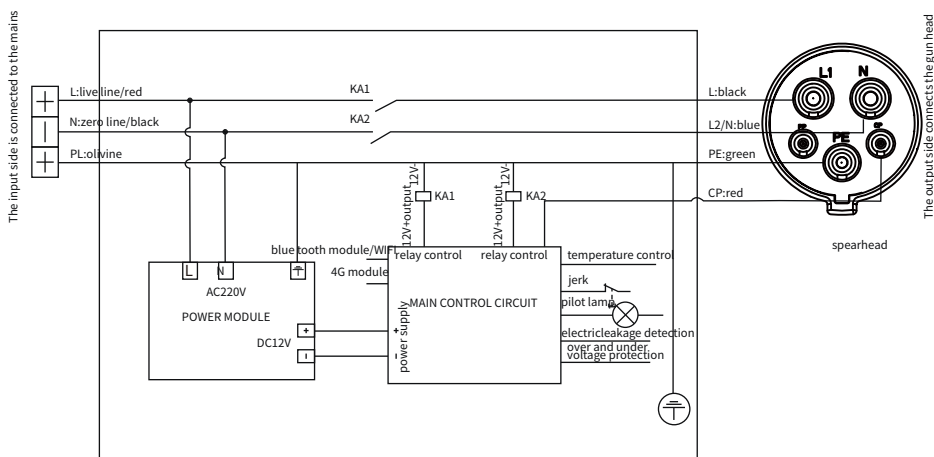 The input side is connected to the mains
L:live line/red
N:zero line/black
PL:olivine
KA1
KA2
L:black
L2/N:blue
PE:green
CP:red
L1
N
PE
CP
The output side connects the gun head
spearhead
12V-
KA1
12V+output
12V-
KA2
12V+output
blue tooth module/WIFI
4G module
relay control
relay control
MAIN CONTROL CIRCUIT
power supply
+
-
temperature control
jerk
pilot lamp
electricleakage detection
over and under
voltage protection
L
N
AC220V
POWER MODULE
DC12V
+
-